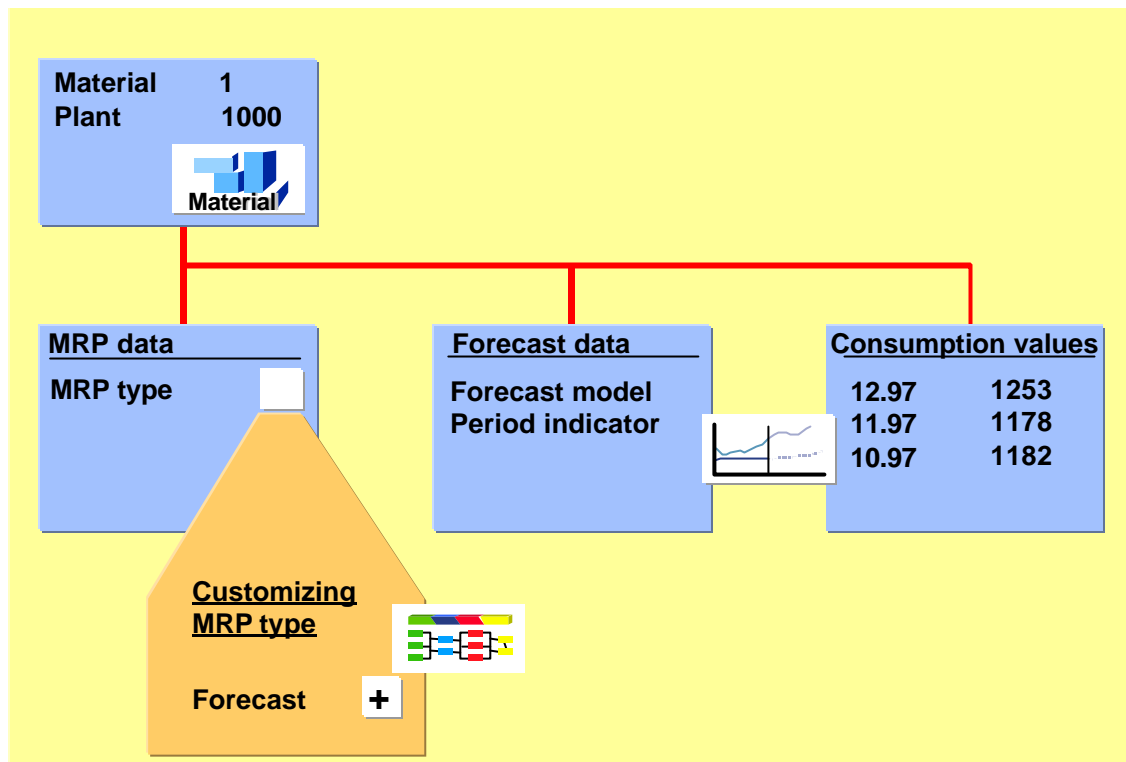 Material 1
Plant 1000
Material
MRP data
MRP type
Forecast data
Forecast model
Period indicator
Consumption values
12.97 1253
11.97 1178
10.97 1182
Customizing
MRP type
Forecast +